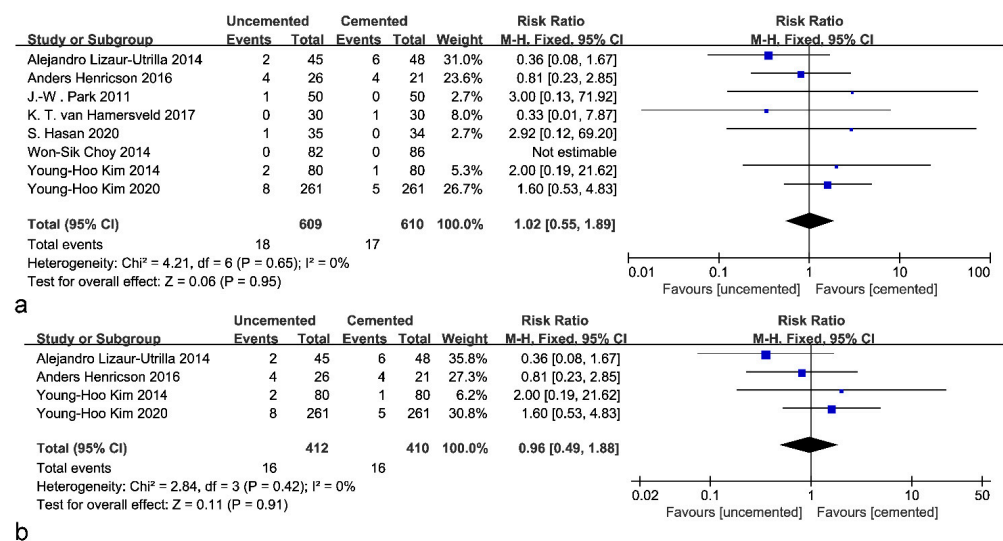 Uncemented Cemented Risk Ratio Risk Ratio
Study or Subgroup Events Total Events Total Weight M-H. Fixed. 95% CI M-H. Fixed. 95% CI
Alejandro Lizaur-Utrilla 2014 2 45 6 48 31.0% 0.36 [0.08, 1.67]
Anders Henricson 2016 4 26 4 21 23.6% 0.81 [0.23, 2.85]
J.-W . Park 2011 1 50 0 50 2.7% 3.00 [0.13, 71.92]
K. T. van Hamersveld 2017 0 30 1 30 8.0% 0.33 [0.01, 7.87]
S. Hasan 2020 1 35 0 34 2.7% 2.92 [0.12, 69.20]
Won-Sik Choy 2014 0 82 0 86 Not estimable
Young-Hoo Kim 2014 2 80 1 80 5.3% 2.00 [0.19, 21.62]
Young-Hoo Kim 2020 8 261 5 261 26.7% 1.60 [0.53, 4.83]
Total (95% CI) 609 610 100.0% 1.02 [0.55, 1.89]
Total events 18 17
Heterogeneity: Chi² = 4.21, df = 6 (P = 0.65); I² = 0%
Test for overall effect: Z = 0.06 (P = 0.95)
0.01 0.1 1 10 100
Favours [uncemented] Favours [cemented]
a
Uncemented Cemented Risk Ratio Risk Ratio
Study or Subgroup Events Total Events Total Weight M-H. Fixed. 95% CI M-H. Fixed. 95% CI
Alejandro Lizaur-Utrilla 2014 2 45 6 48 35.8% 0.36 [0.08, 1.67]
Anders Henricson 2016 4 26 4 21 27.3% 0.81 [0.23, 2.85]
Young-Hoo Kim 2014 2 80 1 80 6.2% 2.00 [0.19, 21.62]
Young-Hoo Kim 2020 8 261 5 261 30.8% 1.60 [0.53, 4.83]
Total (95% CI) 412 410 100.0% 0.96 [0.49, 1.88]
Total events 16 16
Heterogeneity: Chi² = 2.84, df = 3 (P = 0.42); I² = 0%
Test for overall effect: Z = 0.11 (P = 0.91)
0.02 0.1 1 10 50
Favours [uncemented] Favours [cemented]
b